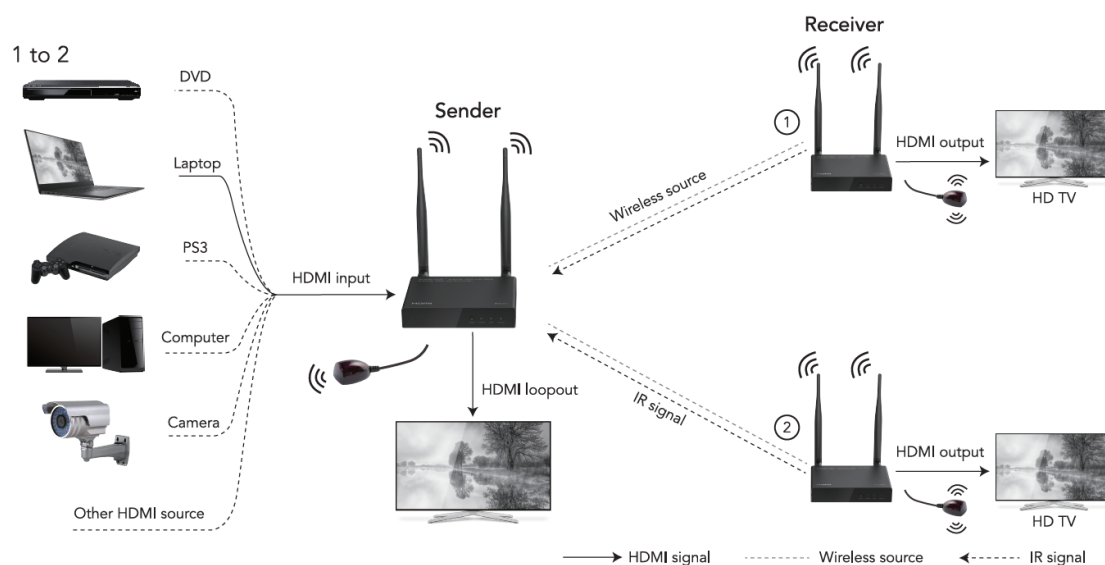 1 to 2
DVD
Laptop
PS3
Computer
Camera
Other HDMI source
HDMI input
Sender
HDMI loopout
Wireless source
IR signal
Receiver
1
HDMI output
HD TV
2
HDMI output
HD TV
HDMI signal
Wireless source
IR signal